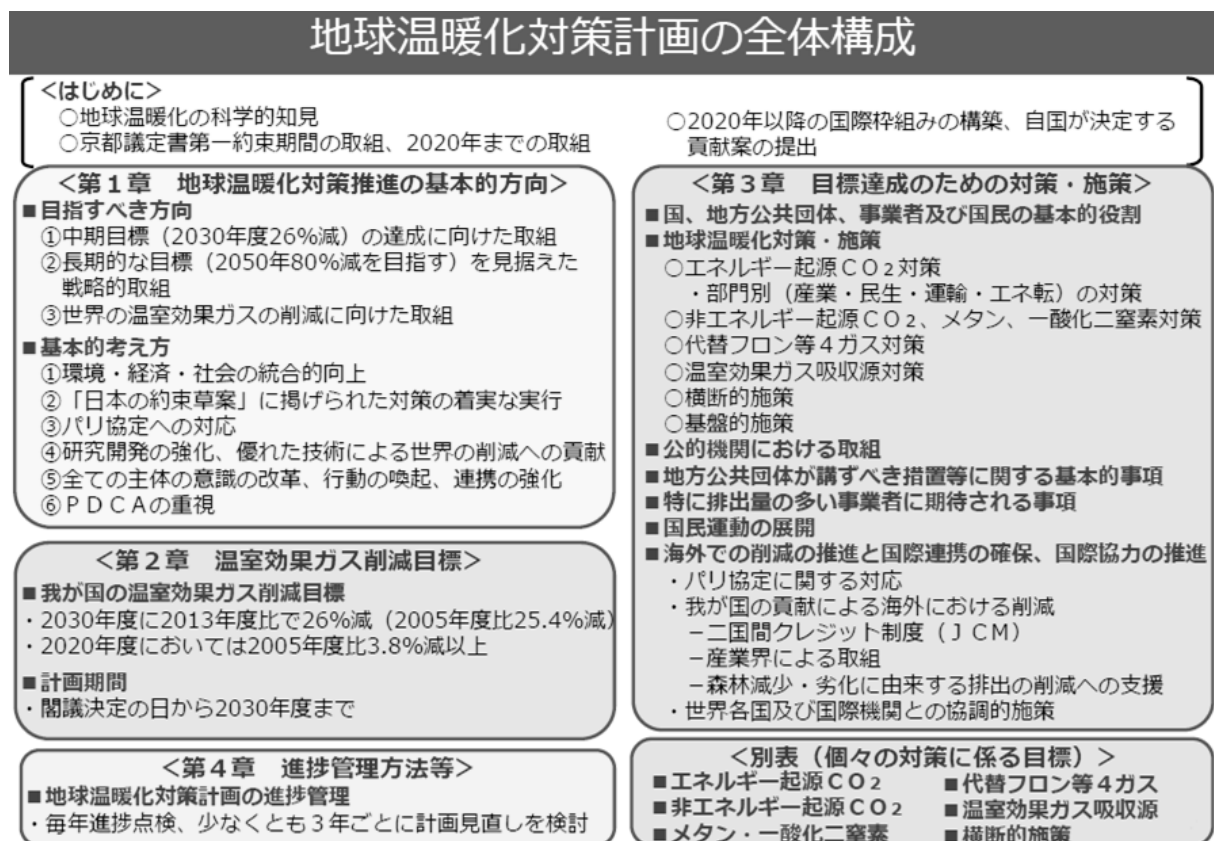 地球温暖化対策計画の全体構成
＜はじめに＞
○地球温暖化の科学的知見
○京都議定書第一約束期間の取組、2020年までの取組
○2020年以降の国際枠組みの構築、自国が決定する
貢献案の提出
＜第１章　地球温暖化対策推進の基本的方向＞
■目指すべき方向
①中期目標（2030年度26%減）の達成に向けた取組
②長期的な目標（2050年80%減を目指す）を見据えた
戦略的取組
③世界の温室効果ガスの削減に向けた取組
■基本的考え方
①環境・経済・社会の統合的向上
②「日本の約束草案」に掲げられた対策の着実な実行
③パリ協定への対応
④研究開発の強化、優れた技術による世界の削減への貢献
⑤全ての主体の意識の改革、行動の喚起、連携の強化
⑥ＰＤＣＡの重視
＜第２章　温室効果ガス削減目標＞
■我が国の温室効果ガス削減目標
・2030年度に2013年度比で26%減（2005年度比25.4%減）
・2020年度においては2005年度比3.8%減以上
■計画期間
・閣議決定の日から2030年度まで
＜第４章　進捗管理方法等＞
■地球温暖化対策計画の進捗管理
・毎年進捗点検、少なくとも３年ごとに計画見直しを検討
＜第３章　目標達成のための対策・施策＞
■国、地方公共団体、事業者及び国民の基本的役割
■地球温暖化対策・施策
○エネルギー起源ＣＯ２対策
・部門別（産業・民生・運輸・エネ転）の対策
○非エネルギー起源ＣＯ２、メタン、一酸化二窒素対策
○代替フロン等４ガス対策
○温室効果ガス吸収源対策
○横断的施策
○基盤的施策
■公的機関における取組
■地方公共団体が講ずべき措置等に関する基本的事項
■特に排出量の多い事業者に期待される事項
■国民運動の展開
■海外での削減の推進と国際連携の確保、国際協力の推進
・パリ協定に関する対応
・我が国の貢献による海外における削減
－二国間クレジット制度（ＪＣＭ）
－産業界による取組
－森林減少・劣化に由来する排出の削減への支援
・世界各国及び国際機関との協調的施策
＜別表（個々の対策に係る目標）＞
■エネルギー起源ＣＯ２
■非エネルギー起源ＣＯ２
■メタン・一酸化二窒素
■代替フロン等４ガス
■温室効果ガス吸収源
■横断的施策